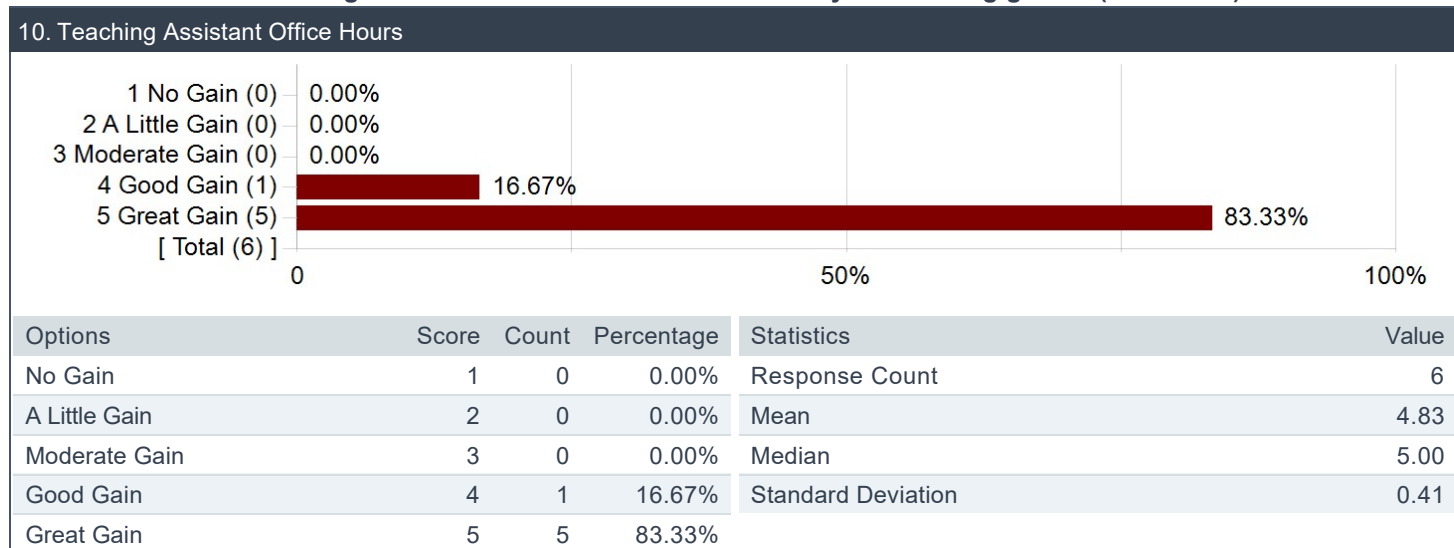 10. Teaching Assistant Office Hours
1 No Gain (0) 0.00%
2 A Little Gain (0) 0.00%
3 Moderate Gain (0) 0.00%
4 Good Gain (1) 16.67%
5 Great Gain (5) 83.33%
[ Total (6) ]
0 50% 100%
Options Score Count Percentage Statistics Value
No Gain 1 0 0.00% Response Count 6
A Little Gain 2 0 0.00% Mean 4.83
Moderate Gain 3 0 0.00% Median 5.00
Good Gain 4 1 16.67% Standard Deviation 0.41
Great Gain 5 5 83.33%